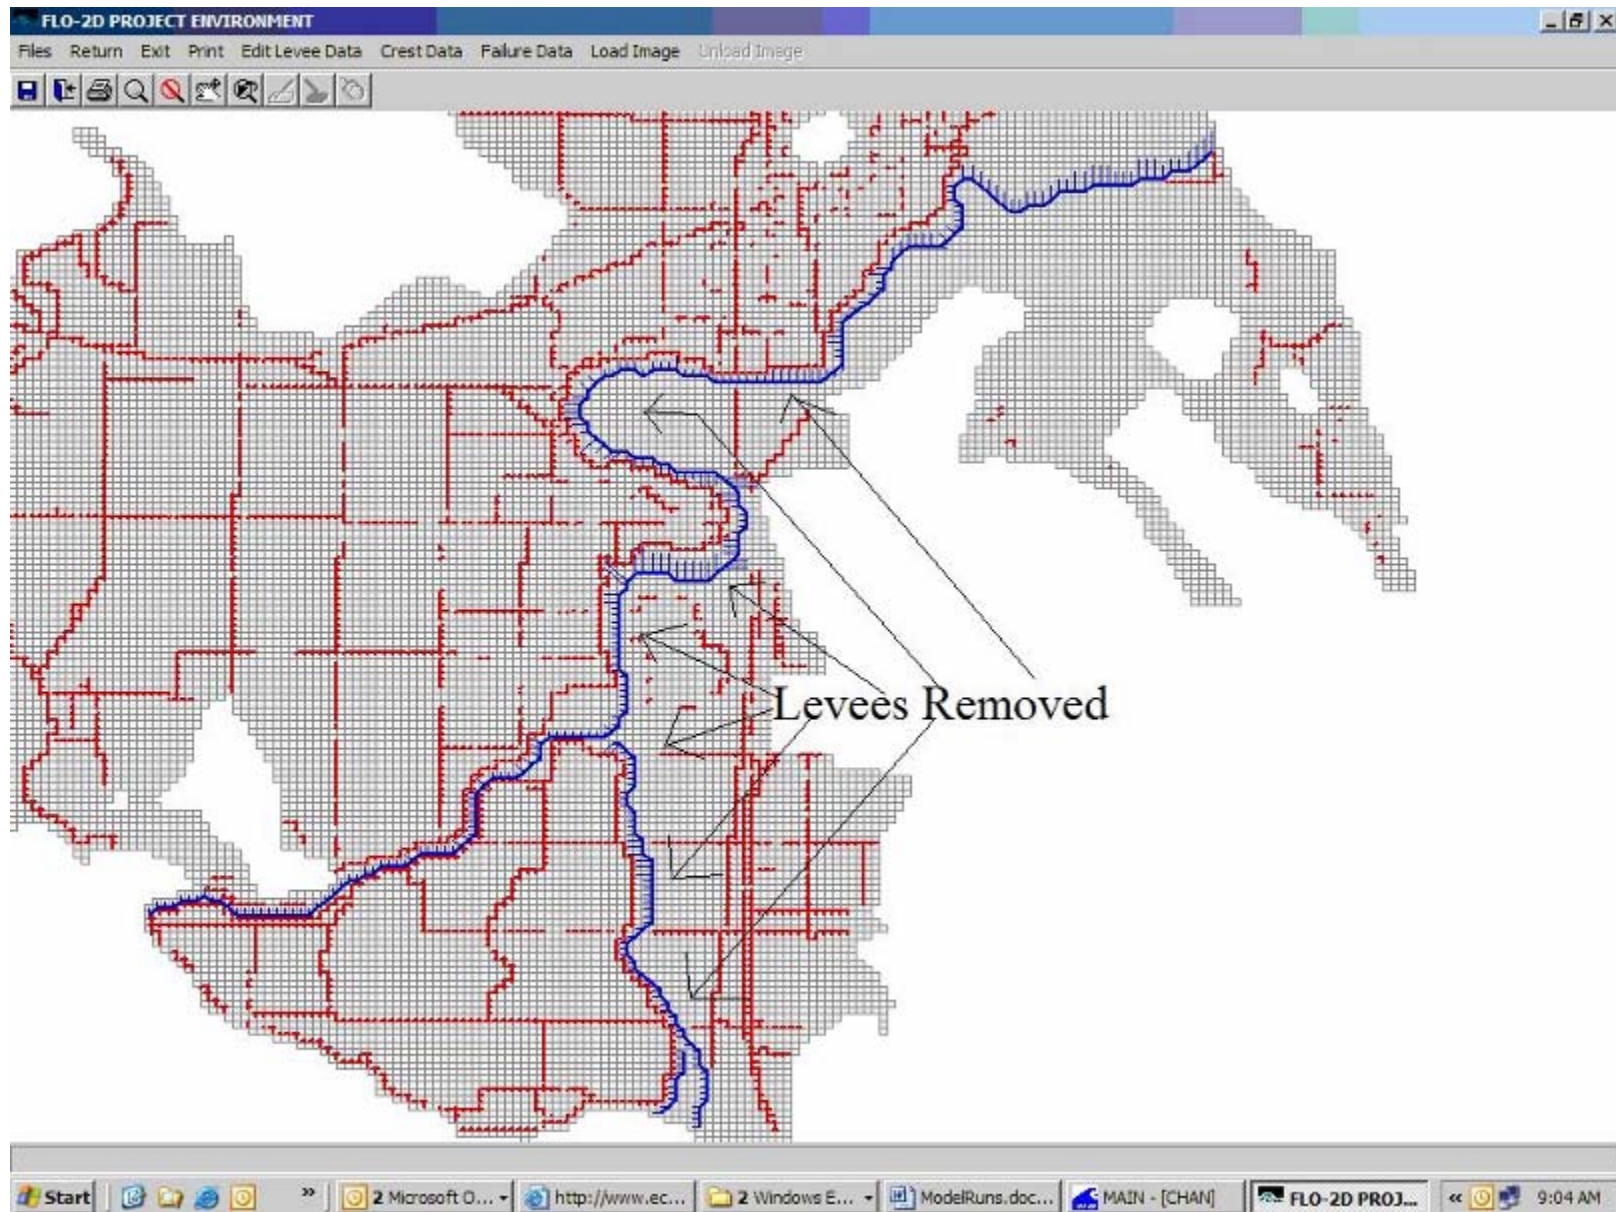 FLO-2D PROJECT ENVIRONMENT
Files Return Exit Print Edit Levee Data Crest Data Failure Data Load Image Unload Image
Levees Removed
Start » 2 Microsoft O... http://www.ec... 2 Windows E... ModelRuns.doc... MAIN - [CHAN] FLO-2D PROJ... « 9:04 AM